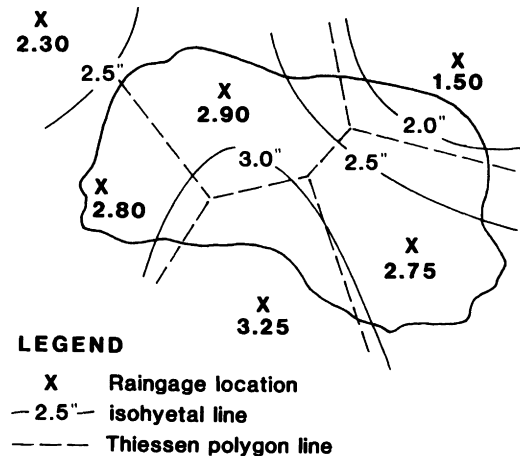 X
2.30
X
1.50
2.5"
X
2.90
2.0"
3.0"
2.5"
X
2.80
X
2.75
X
3.25
LEGEND
X Raingage location
2.5" isohyetal line
Thiessen polygon line